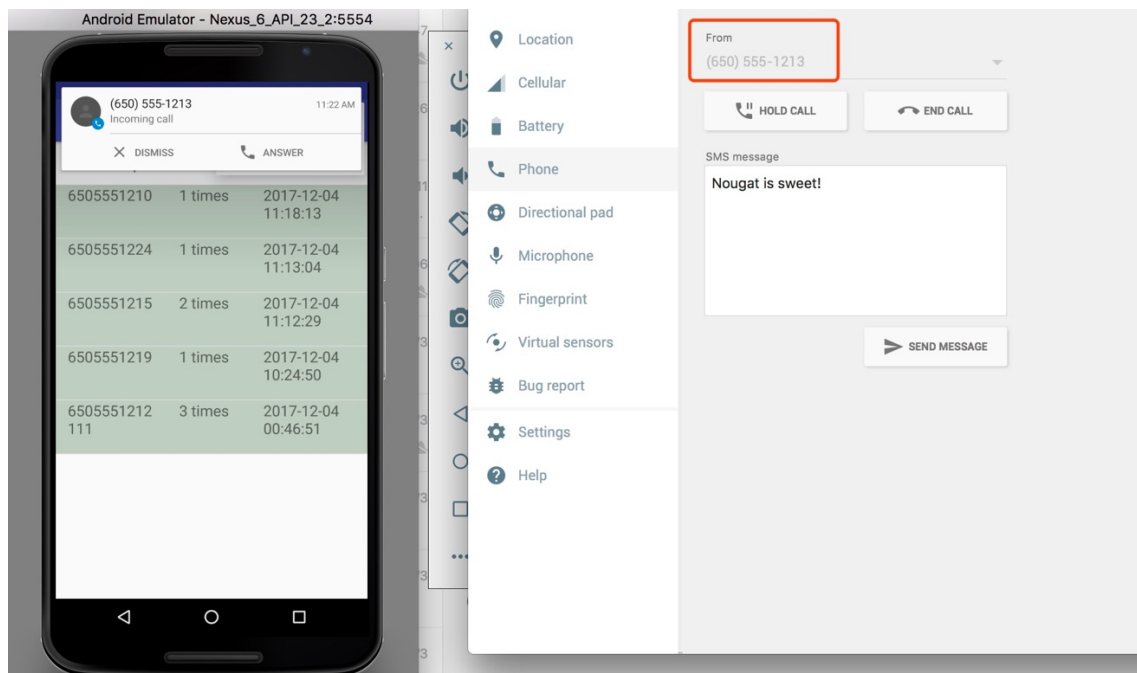 Android Emulator - Nexus_6_API_23_2:5554
(650) 555-1213
11:22 AM
Incoming call
DISMISS
ANSWER
6505551210 1 times 2017-12-04
11:18:13
6505551224 1 times 2017-12-04
11:13:04
6505551215 2 times 2017-12-04
11:12:29
6505551219 1 times 2017-12-04
10:24:50
6505551212 3 times 2017-12-04
111 00:46:51
Location
Cellular
Battery
Phone
Directional pad
Microphone
Fingerprint
Virtual sensors
Bug report
Settings
Help
From
(650) 555-1213
HOLD CALL
END CALL
SMS message
Nougat is sweet!
SEND MESSAGE